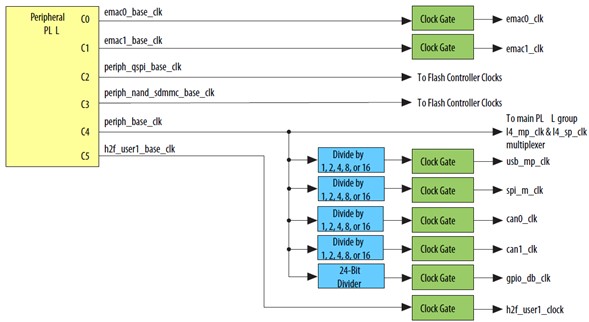 Peripheral
PL L
C0
emac0_base_clk
Clock Gate
emac0_clk
C1
emac1_base_clk
Clock Gate
emac1_clk
C2
periph_qspi_base_clk
To Flash Controller Clocks
C3
periph_nand_sdmmc_base_clk
To Flash Controller Clocks
C4
periph_base_clk
To main PL L group
l4_mp_clk & l4_sp_clk
multiplexer
C5
h2f_user1_base_clk
Divide by
1, 2, 4, 8, or 16
Clock Gate
usb_mp_clk
Divide by
1, 2, 4, 8, or 16
Clock Gate
spi_m_clk
Divide by
1, 2, 4, 8, or 16
Clock Gate
can0_clk
Divide by
1, 2, 4, 8, or 16
Clock Gate
can1_clk
24-Bit
Divider
Clock Gate
gpio_db_clk
Clock Gate
h2f_user1_clock